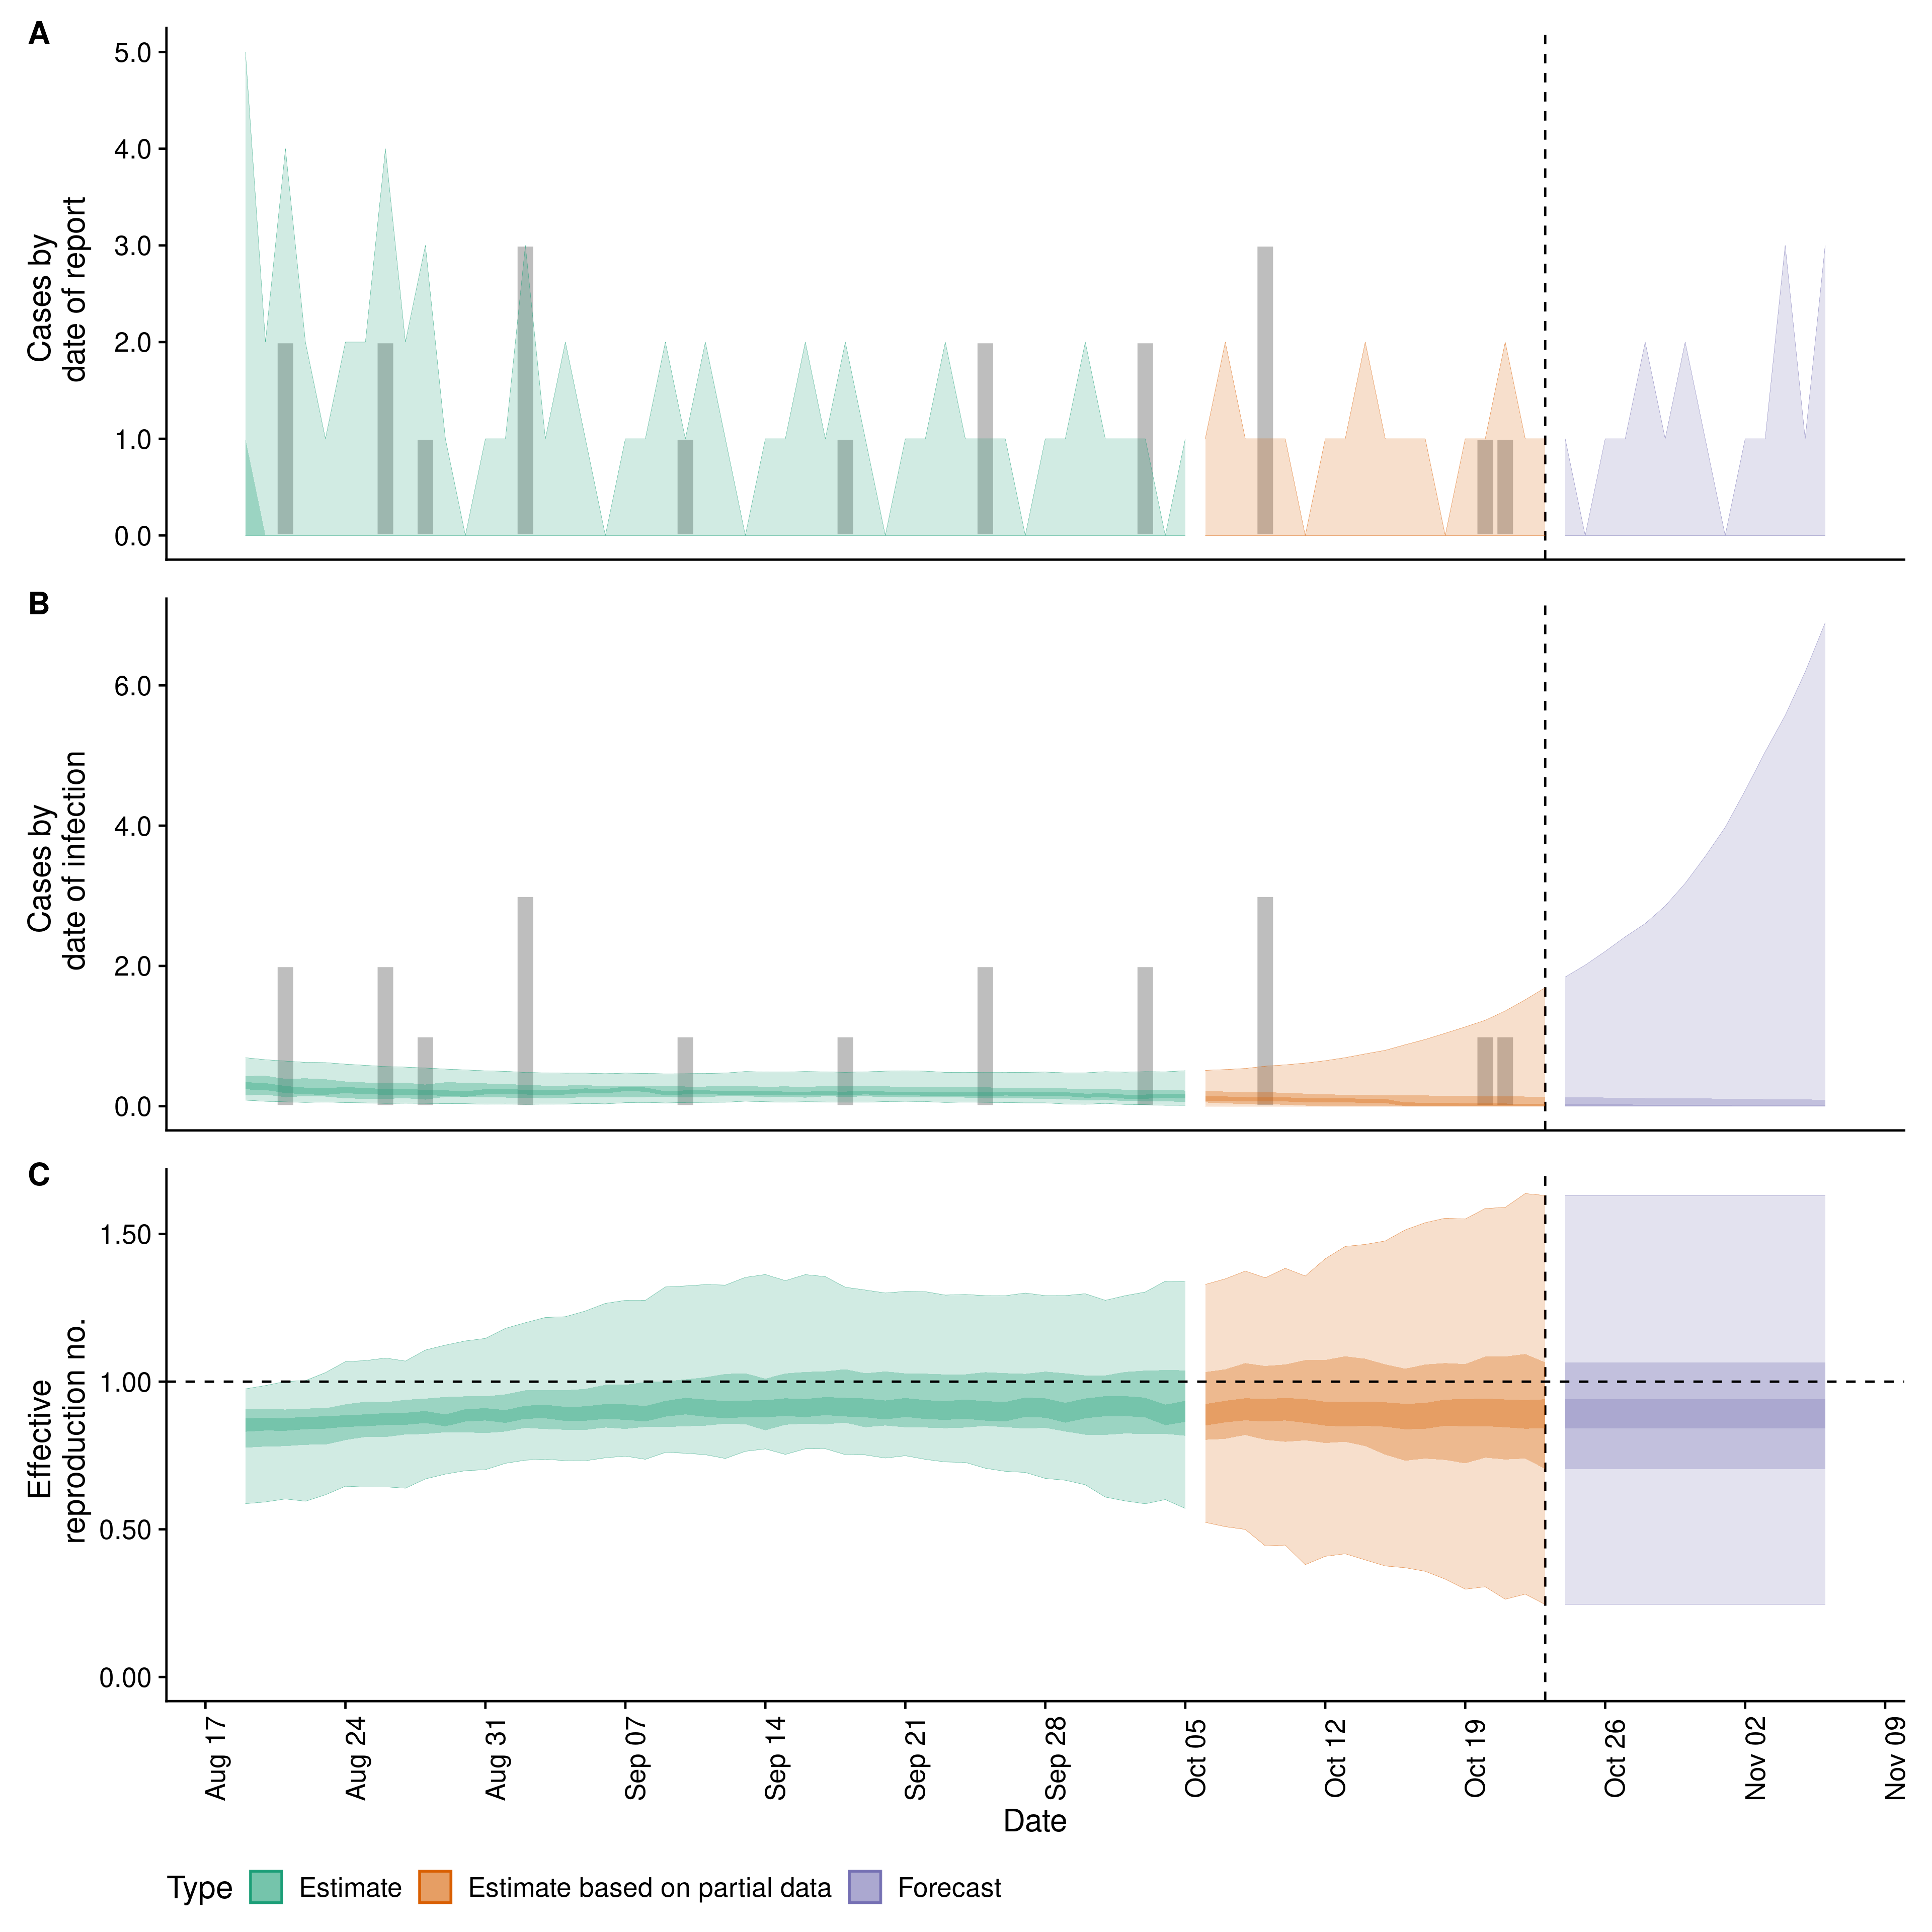 A
5.0
4.0
3.0
2.0
1.0
0.0
Cases by
date of report
B
6.0
4.0
2.0
0.0
Cases by
date of infection
C
1.50
1.00
0.50
0.00
Effective
reproduction no.
Aug 17
Aug 24
Aug 31
Sep 07
Sep 14
Sep 21
Sep 28
Oct 05
Oct 12
Oct 19
Oct 26
Nov 02
Nov 09
Date
Type Estimate Estimate based on partial data Forecast